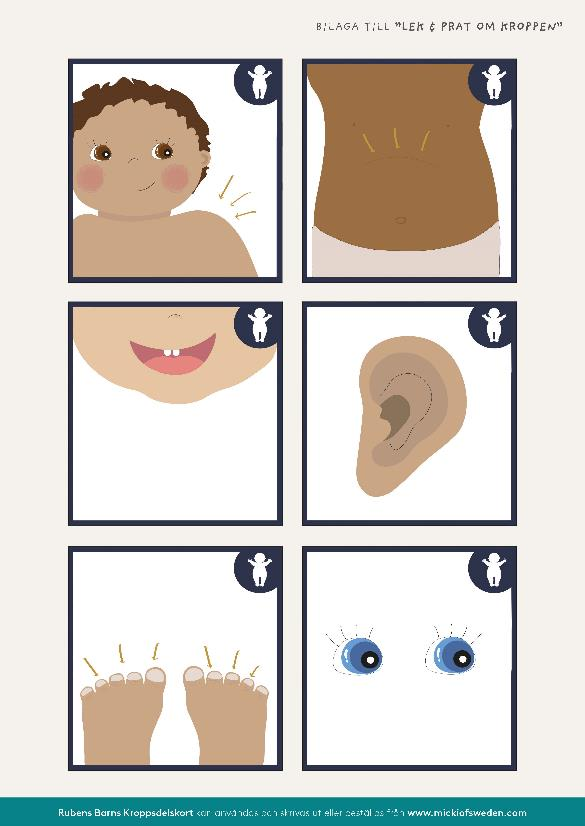 BILAGA TILL "LEK & PRAT OM KROPPEN"
Rubens Barns Kroppsdelskort kan användas och skrivas ut eller beställas från www.mickiofsweden.com